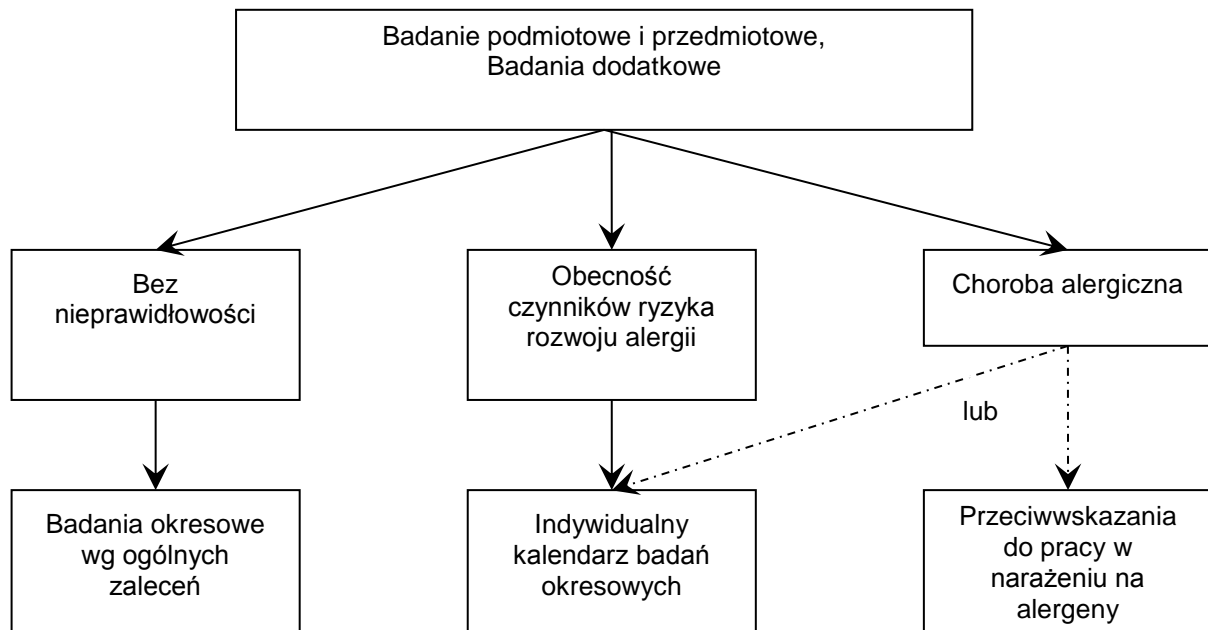 Badanie podmiotowe i przedmiotowe,
Badania dodatkowe
Bez
nieprawidłowości
Obecność
czynników ryzyka
rozwoju alergii
Choroba alergiczna
lub
Badania okresowe
wg ogólnych
zaleceń
Indywidualny
kalendarz badań
okresowych
Przeciwwskazania
do pracy w
narażeniu na
alergeny